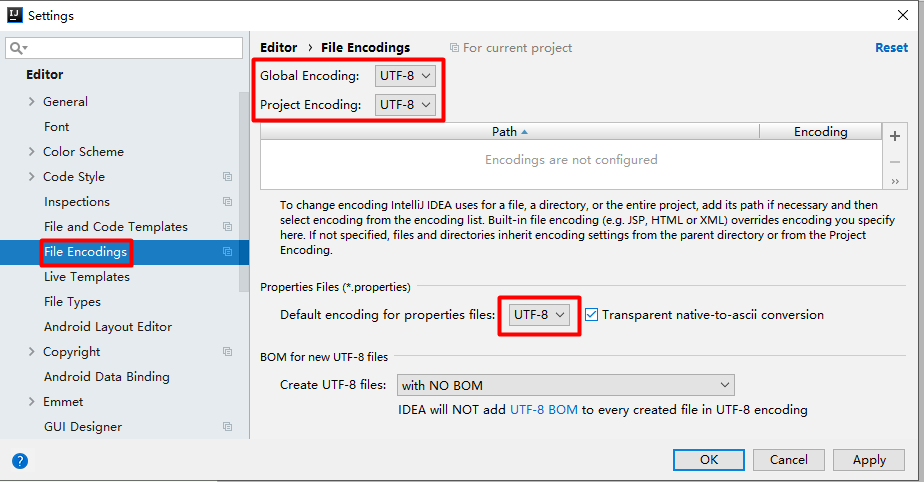 Settings
Editor
General
Font
Color Scheme
Code Style
Inspections
File and Code Templates
File Encodings
Live Templates
File Types
Android Layout Editor
Copyright
Android Data Binding
Emmet
GUI Designer
Editor › File Encodings For current project Reset
Global Encoding: UTF-8
Project Encoding: UTF-8
Path Encoding
Encodings are not configured
To change encoding IntelliJ IDEA uses for a file, a directory, or the entire project, add its path if necessary and then
select encoding from the encoding list. Built-in file encoding (e.g. JSP, HTML or XML) overrides encoding you specify
here. If not specified, files and directories inherit encoding settings from the parent directory or from the Project
Encoding.
Properties Files (*.properties)
Default encoding for properties files: UTF-8 Transparent native-to-ascii conversion
BOM for new UTF-8 files
Create UTF-8 files: with NO BOM
IDEA will NOT add UTF-8 BOM to every created file in UTF-8 encoding
? OK Cancel Apply